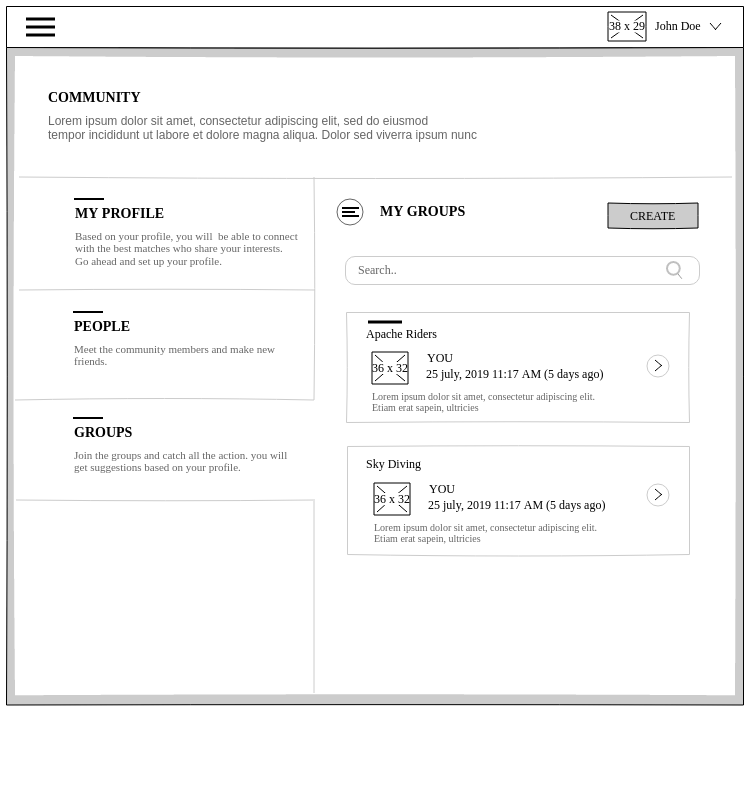 38 x 29 John Doe
COMMUNITY
Lorem ipsum dolor sit amet, consectetur adipiscing elit, sed do eiusmod
tempor incididunt ut labore et dolore magna aliqua. Dolor sed viverra ipsum nunc
MY PROFILE
Based on your profile, you will  be able to connect
with the best matches who share your interests.
Go ahead and set up your profile.
PEOPLE
Meet the community members and make new
friends.
GROUPS
Join the groups and catch all the action. you will
get suggestions based on your profile.
MY GROUPS
CREATE
Search..
Apache Riders
36 x 32
YOU
25 july, 2019 11:17 AM (5 days ago)
Lorem ipsum dolor sit amet, consectetur adipiscing elit.
Etiam erat sapein, ultricies
Sky Diving
36 x 32
YOU
25 july, 2019 11:17 AM (5 days ago)
Lorem ipsum dolor sit amet, consectetur adipiscing elit.
Etiam erat sapein, ultricies